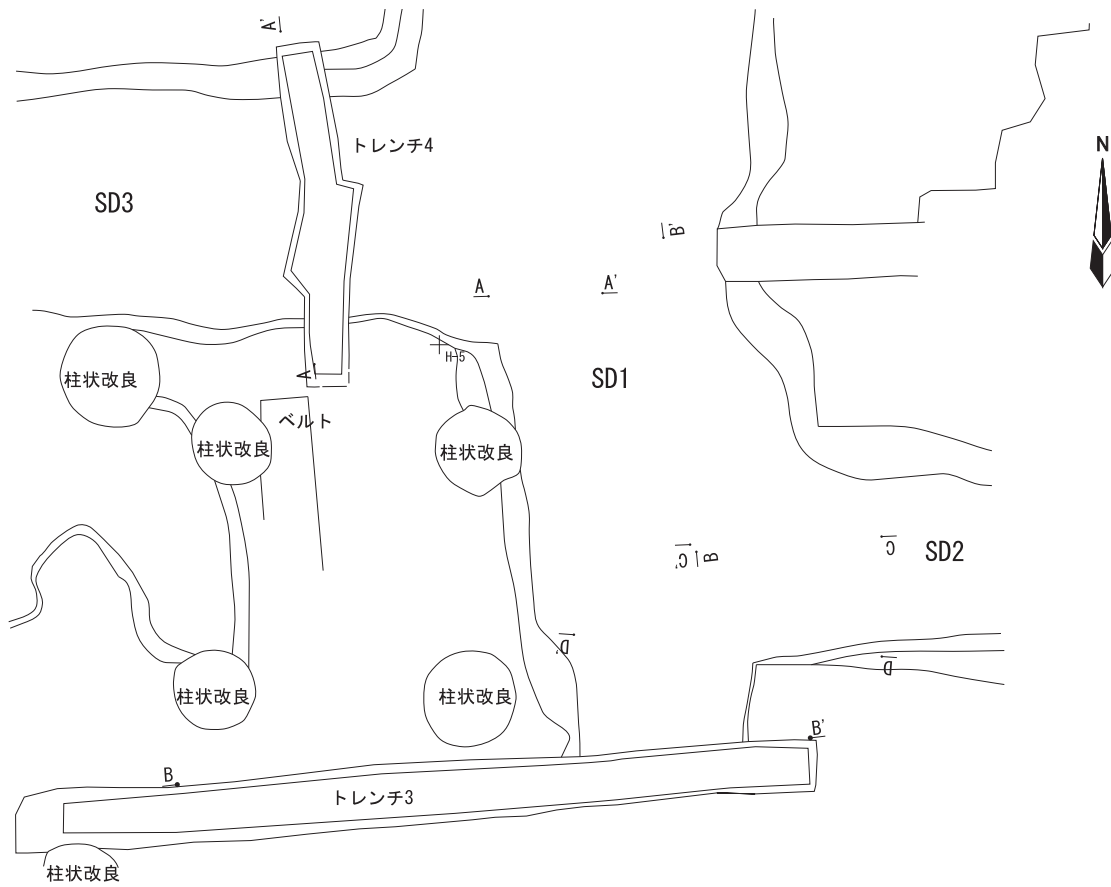 A'
トレンチ4
N
SD3
B'
A
A'
H-5
SD1
A'
柱状改良
ベルト
柱状改良
柱状改良
C'
B
C
SD2
D'
D
柱状改良
柱状改良
B'
B
トレンチ3
柱状改良